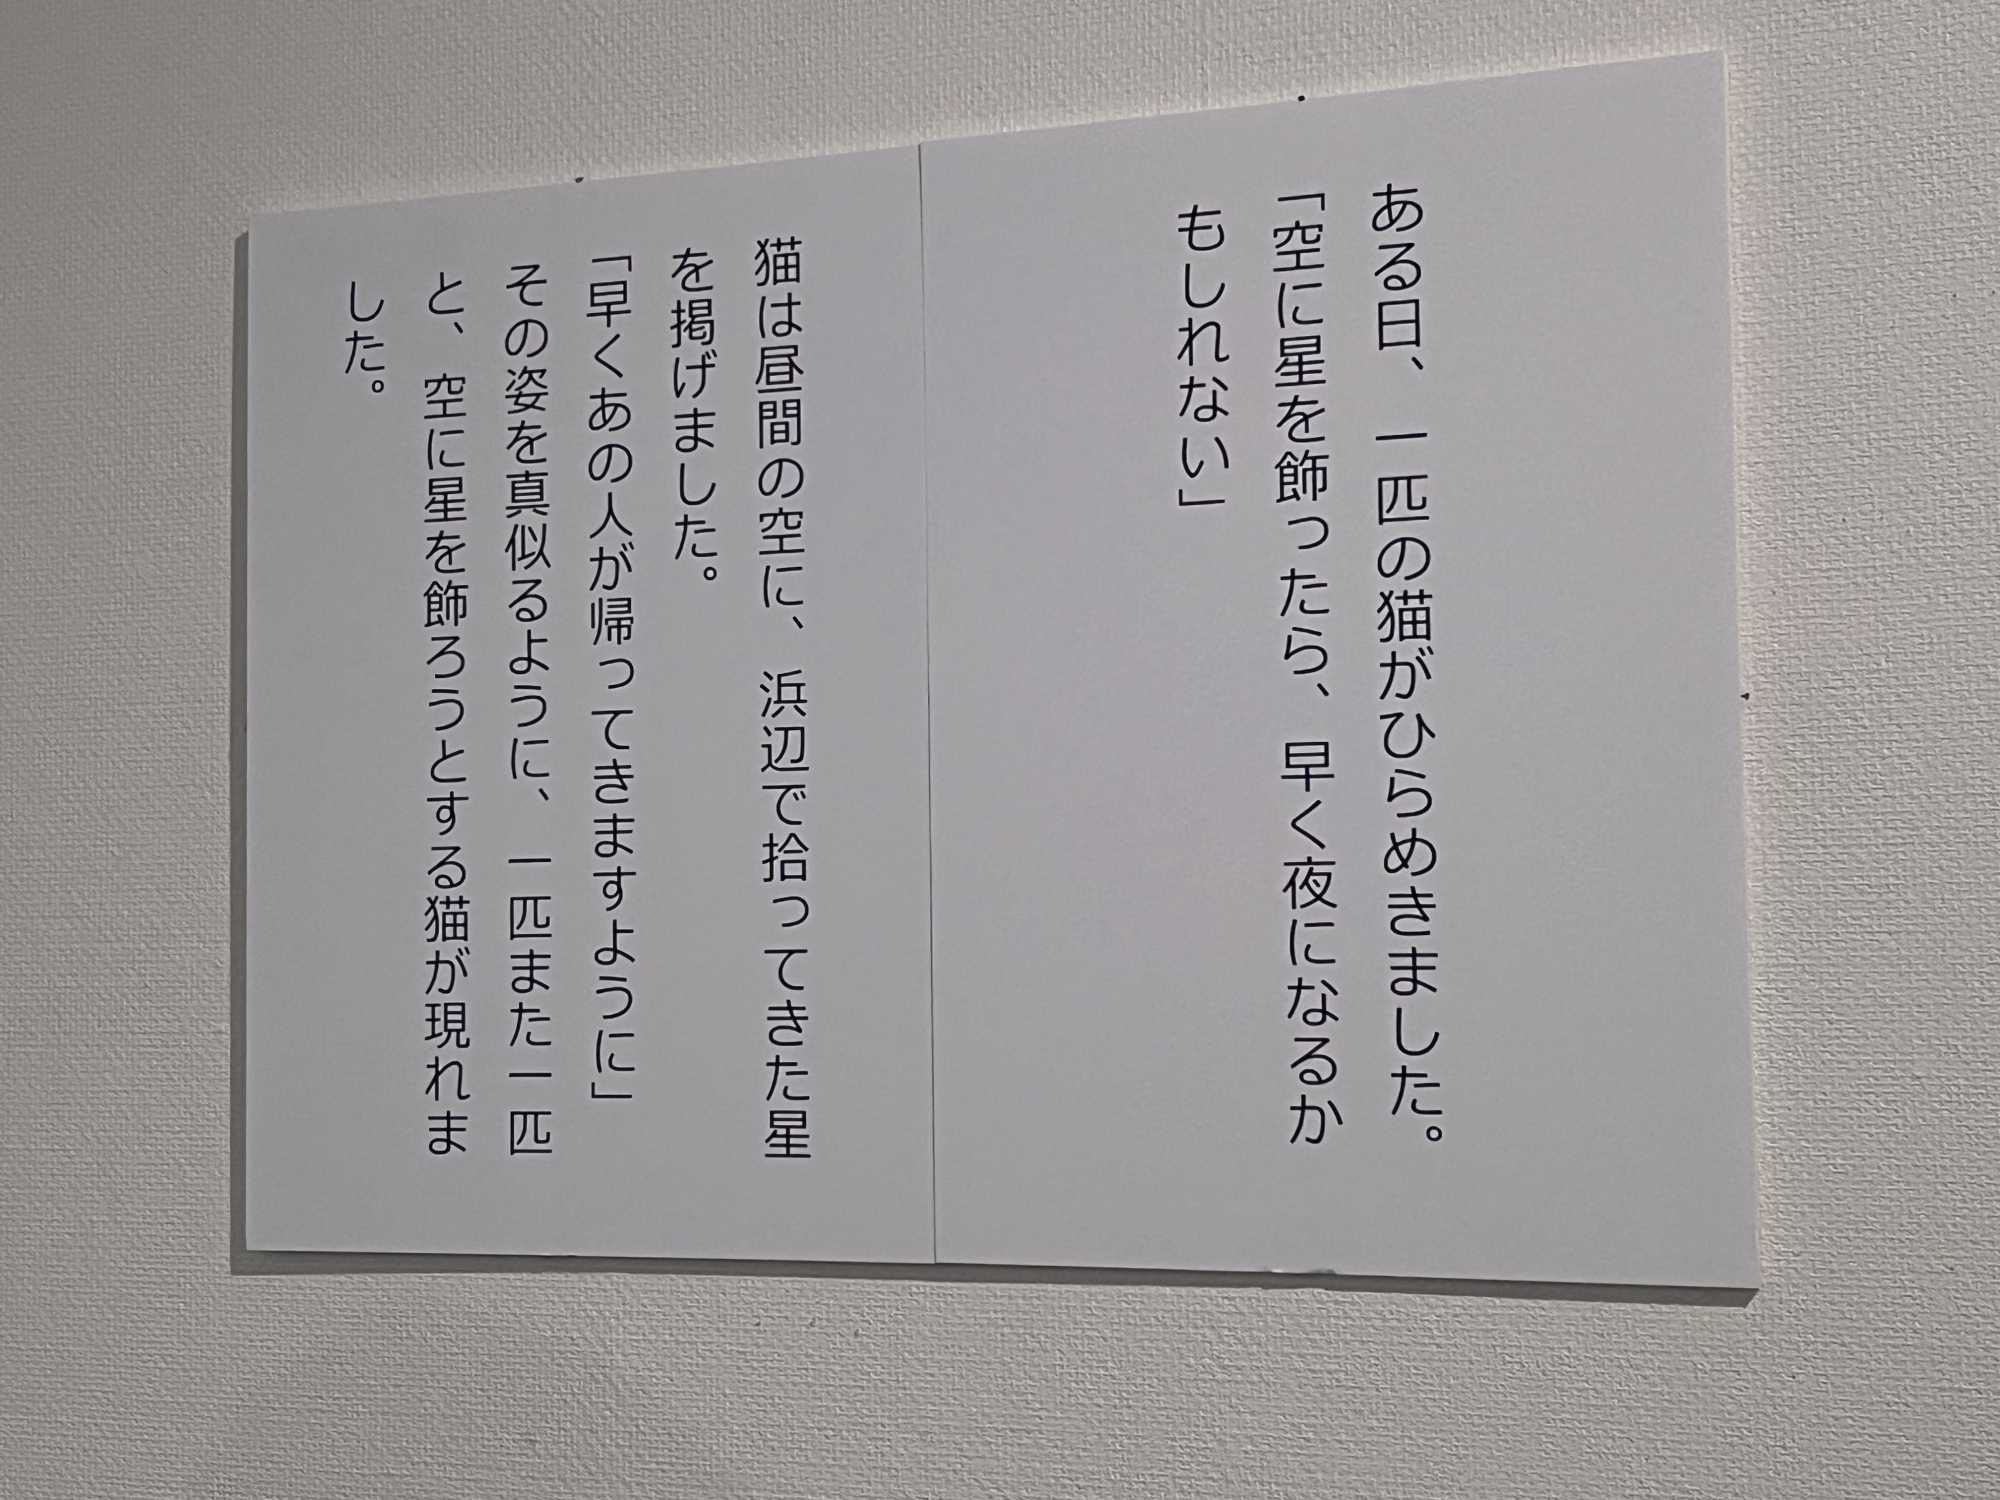 ある日、一匹の猫がひらめきました。
「空に星を飾ったら、早く夜になるか
もしれない」
猫は昼間の空に、浜辺で拾ってきた星
を掲げました。
「早くあの人が帰ってきますように」
その姿を真似るように、一匹また一匹
と、空に星を飾ろうとする猫が現れま
した。